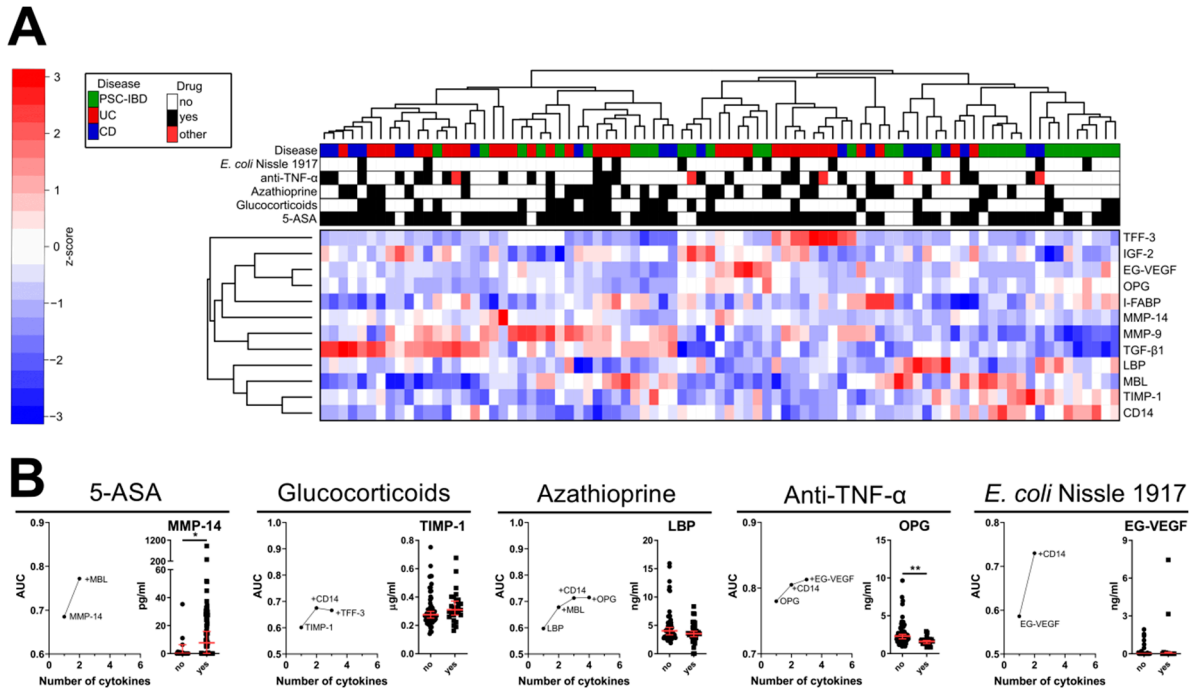 A
3
2
1
0
−1
−2
−3
z-score
Disease
PSC-IBD
UC
CD
Drug
no
yes
other
Disease
E. coli Nissle 1917
anti-TNF-α
Azathioprine
Glucocorticoids
5-ASA
TFF-3
IGF-2
EG-VEGF
OPG
I-FABP
MMP-14
MMP-9
TGF-β1
LBP
MBL
TIMP-1
CD14
B
5-ASA
0.9
0.8
0.7
0.6
AUC
+MBL
MMP-14
0 2 4 6
Number of cytokines
MMP-14
*
1200
200
60
40
20
0
pg/ml
no yes
Glucocorticoids
1.0
0.9
0.8
0.7
0.6
0.5
AUC
+CD14
+TFF-3
TIMP-1
0 2 4 6
Number of cytokines
TIMP-1
0.8
0.6
0.4
0.2
0.0
µg/ml
no yes
Azathioprine
1.0
0.9
0.8
0.7
0.6
0.5
AUC
+CD14
+OPG
+MBL
LBP
0 2 4 6
Number of cytokines
LBP
20
15
10
5
0
ng/ml
no yes
Anti-TNF-α
0.9
0.8
0.7
AUC
+EG-VEGF
+CD14
OPG
0 2 4 6
Number of cytokines
OPG
**
15
10
5
0
ng/ml
no yes
E. coli Nissle 1917
0.8
0.7
0.6
0.5
AUC
+CD14
EG-VEGF
0 2 4 6
Number of cytokines
EG-VEGF
9
6
3
0
ng/ml
no yes